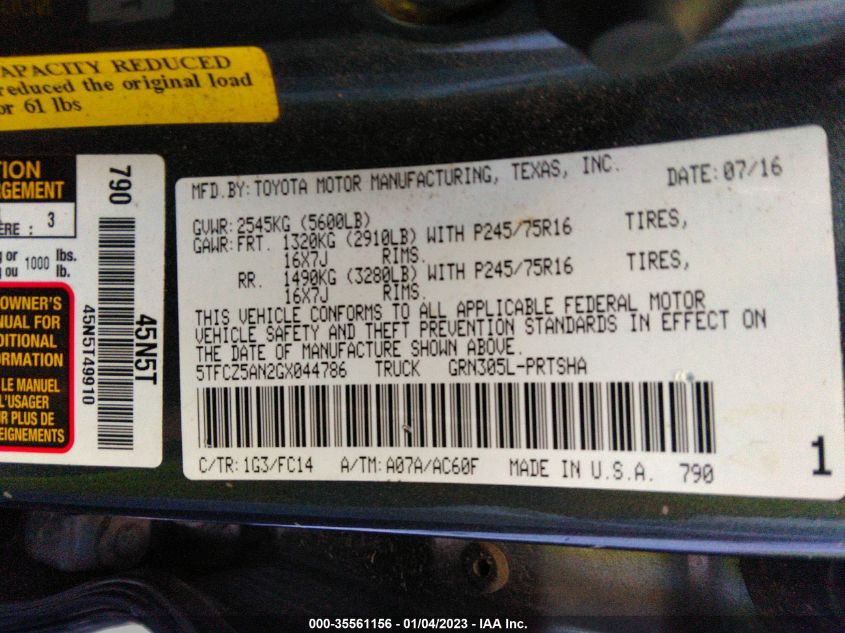 APACITY REDUCED
reduced the original load
or 61 lbs
TION
RGEMENT
ÈRE : 3
g or 1000 lbs.
g ou lb.
OWNER'S
NUAL FOR
DITIONAL
ORMATION
LE MANUEL
L'USAGER
R PLUS DE
EIGNEMENTS
790
45N5T
45N5T49910
MFD.BY:TOYOTA MOTOR MANUFACTURING, TEXAS, INC. DATE:07/16
GVWR:2545KG (5600LB)
GAWR:FRT. 1320KG (2910LB) WITH P245/75R16 TIRES,
16X7J RIMS.
RR. 1490KG (3280LB) WITH P245/75R16 TIRES,
16X7J RIMS.
THIS VEHICLE CONFORMS TO ALL APPLICABLE FEDERAL MOTOR
VEHICLE SAFETY AND THEFT PREVENTION STANDARDS IN EFFECT ON
THE DATE OF MANUFACTURE SHOWN ABOVE.
5TFCZ5AN2GX044786 TRUCK GRN305L-PRTSHA
C/TR:1G3/FC14 A/TM:A07A/AC60F MADE IN U.S.A. 790
1
000-35561156 - 01/04/2023 - IAA Inc.